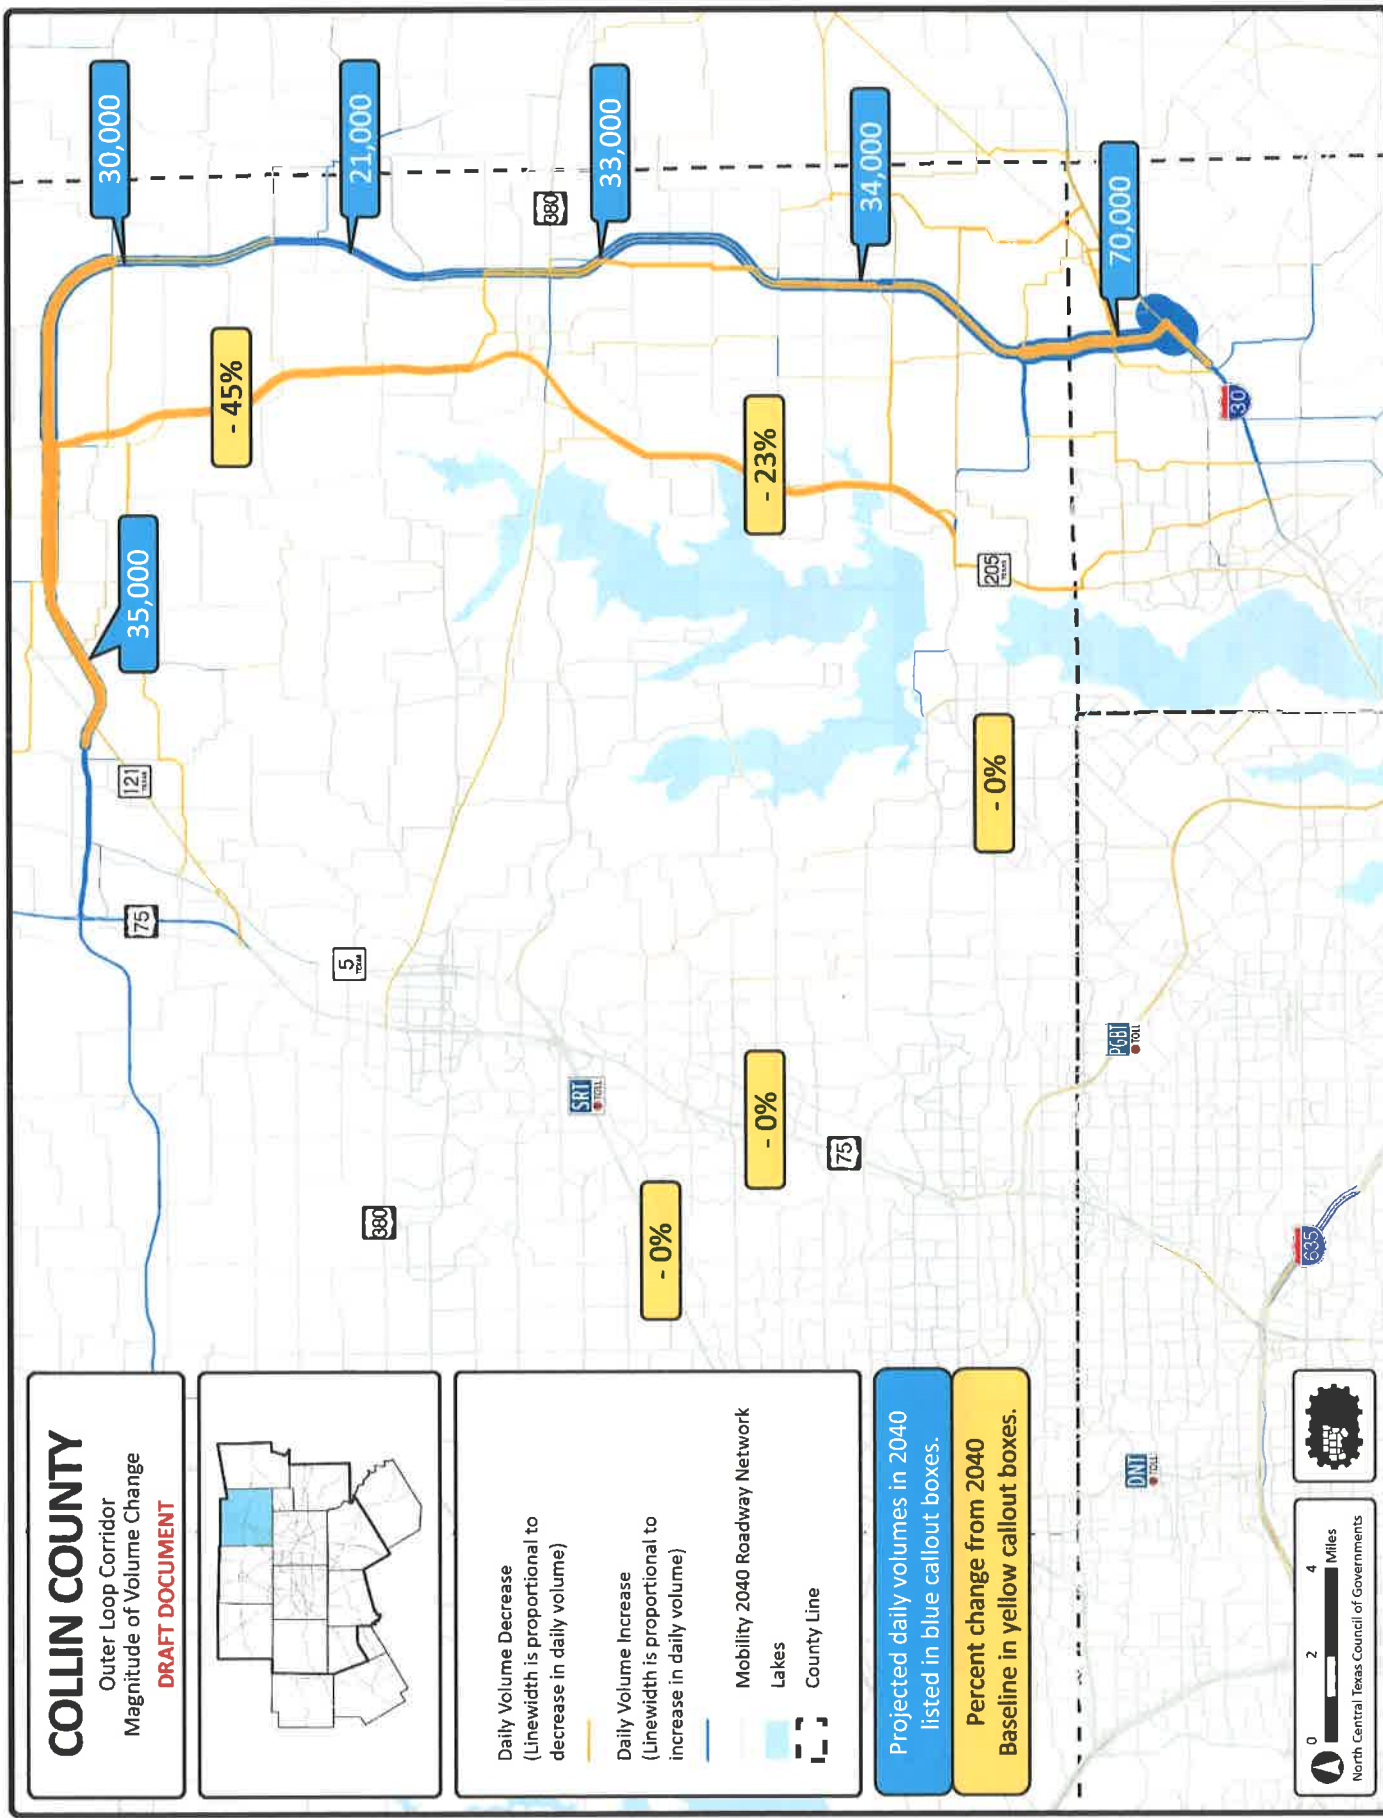 COLLIN COUNTY
Outer Loop Corridor
Magnitude of Volume Change
DRAFT DOCUMENT
Daily Volume Decrease
(Linewidth is proportional to
decrease in daily volume)
Daily Volume Increase
(Linewidth is proportional to
increase in daily volume)
Mobility 2040 Roadway Network
Lakes
County Line
Projected daily volumes in 2040
listed in blue callout boxes.
Percent change from 2040
Baseline in yellow callout boxes.
0 2 4
Miles
North Central Texas Council of Governments
75
121
TEXAS
35,000
- 45%
30,000
5
TEXAS
380
21,000
SRT
TOLL
380
33,000
- 0%
- 0%
- 23%
75
34,000
- 0%
205
TEXAS
DNT
TOLL
PGBT
TOLL
70,000
635
30